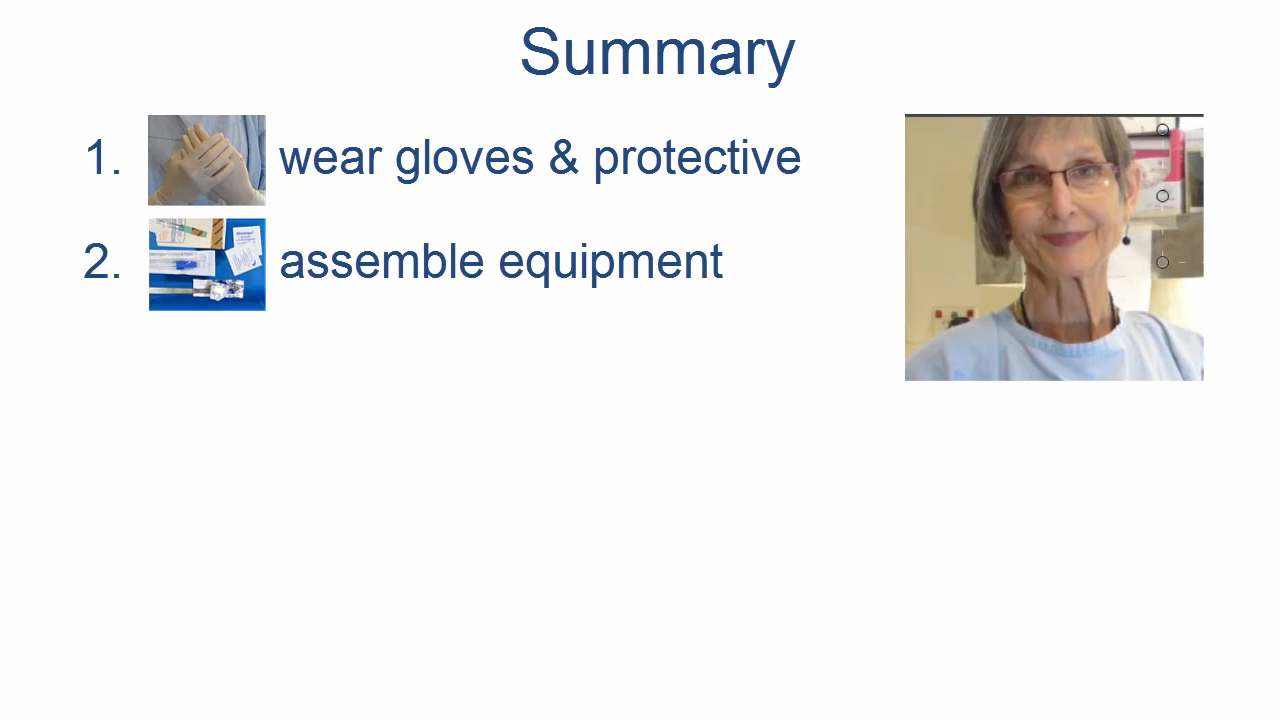 Summary
1. wear gloves & protective
2. assemble equipment